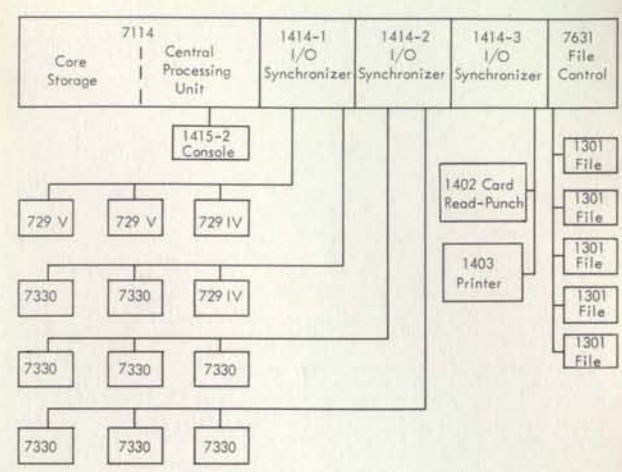 7114
Core
Storage
Central
Processing
Unit
1414-1
I/O
Synchronizer
1414-2
I/O
Synchronizer
1414-3
I/O
Synchronizer
7631
File
Control
1415-2
Console
729 V
729 V
729 IV
7330
7330
729 IV
7330
7330
7330
7330
7330
7330
1402 Card
Read-Punch
1403
Printer
1301
File
1301
File
1301
File
1301
File
1301
File